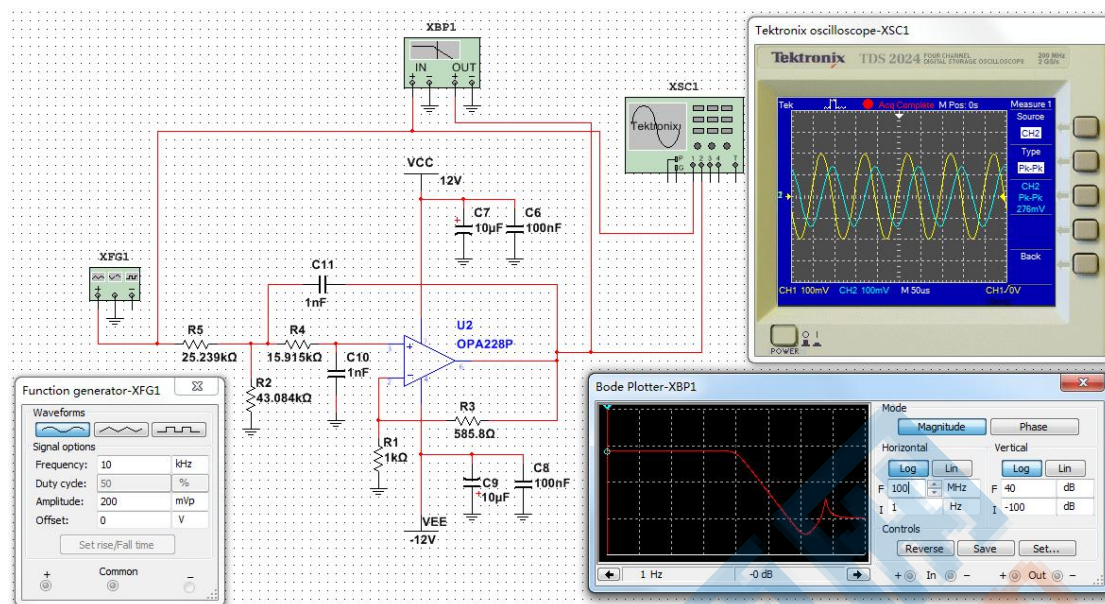 XBP1
IN OUT
XSC1
Tektronix
P
G
1 2 3 4 T
VCC
12V
C7
10µF
C6
100nF
XFG1
C11
1nF
U2
OPA228P
R5
25.239kΩ
R4
15.915kΩ
C10
1nF
R2
43.084kΩ
R3
585.8Ω
R1
1kΩ
C9
10µF
C8
100nF
VEE
-12V
Tektronix oscilloscope-XSC1
Tektronix TDS 2024 FOUR CHANNEL
DIGITAL STORAGE OSCILLOSCOPE
200 MHz
2 GS/s
Tek Acq Complete M Pos: 0s Measure 1
Source
CH2
Type
Pk-Pk
CH2
Pk-Pk
276mV
Back
CH1 100mV CH2 100mV M 50us CH1/0V
POWER
Function generator-XFG1
Waveforms
Signal options
Frequency: 10 kHz
Duty cycle: 50 %
Amplitude: 200 mVp
Offset: 0 V
Set rise/Fall time
+ Common −
Bode Plotter-XBP1
Mode
Magnitude Phase
Horizontal Vertical
Log Lin Log Lin
F 100 MHz F 40 dB
I 1 Hz I -100 dB
Controls
Reverse Save Set...
1 Hz -0 dB
+ In − + Out −